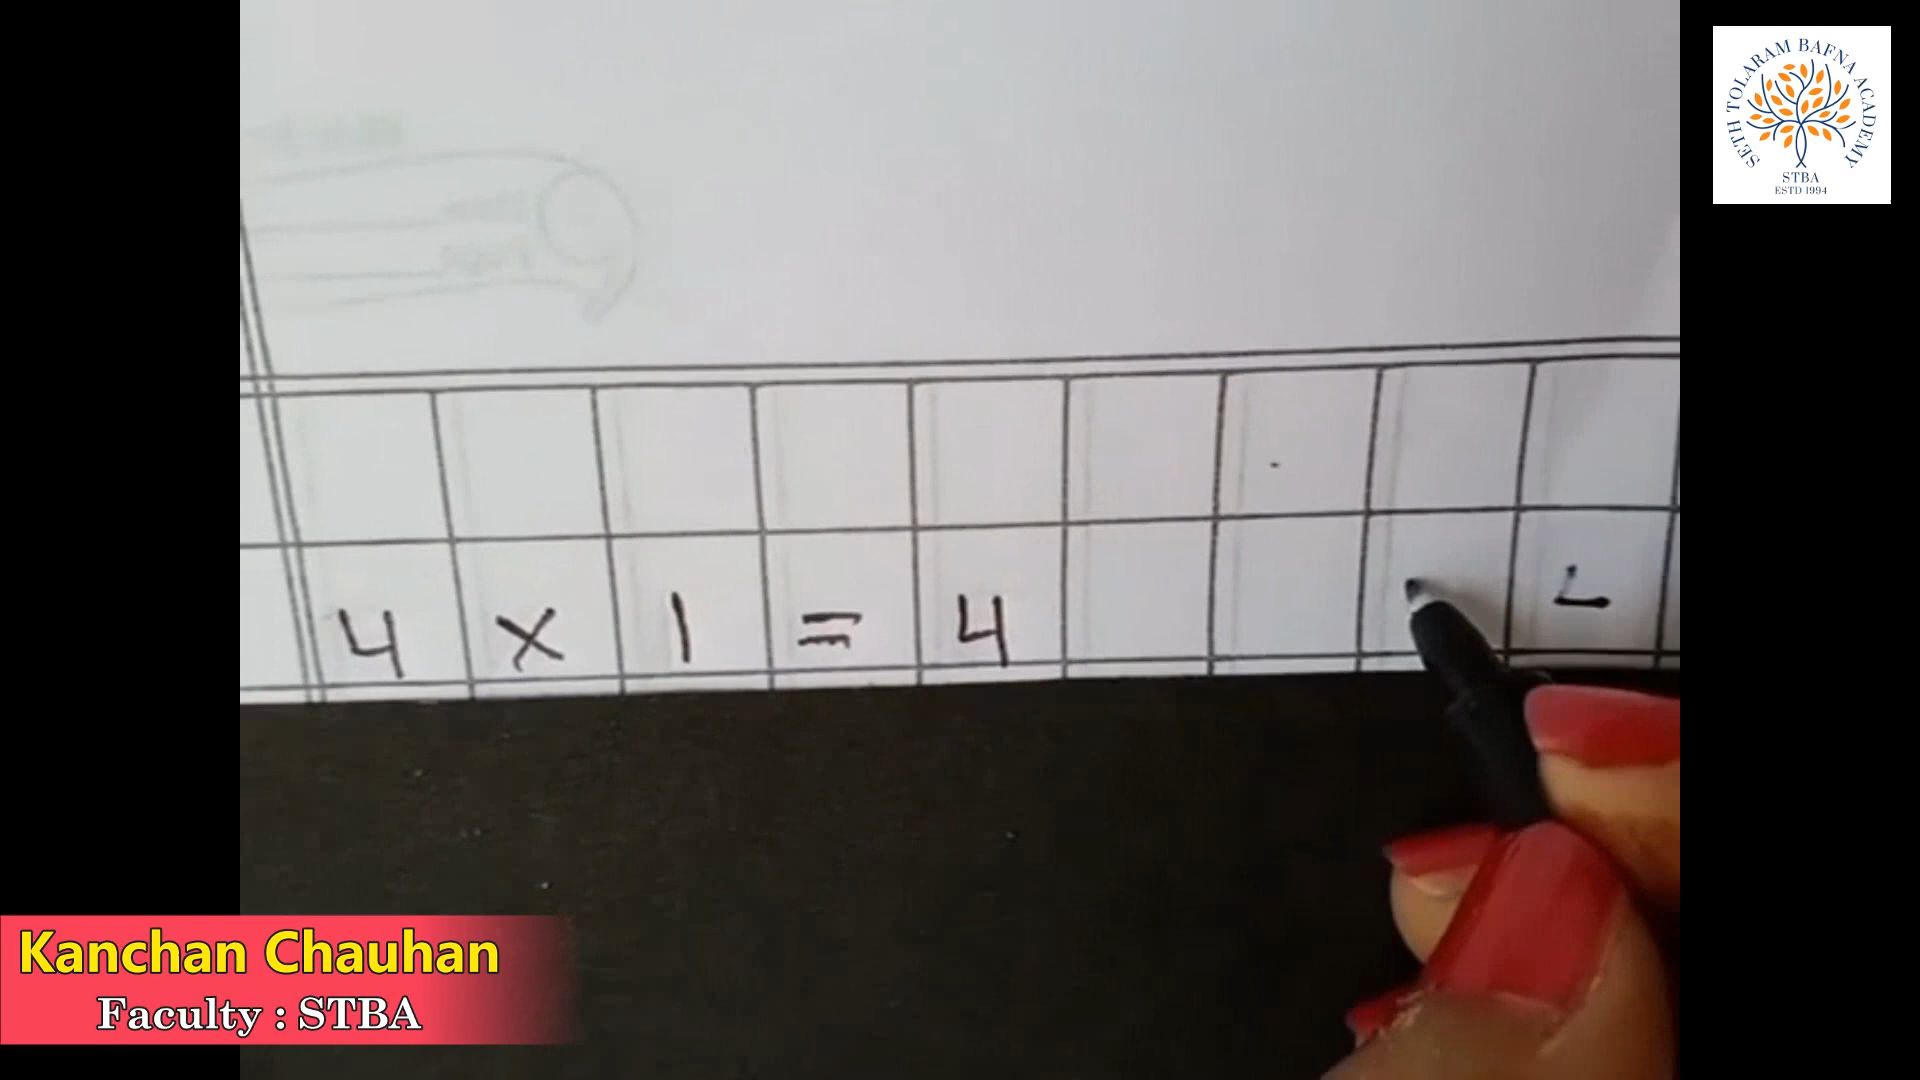 SETH TOLARAM BAFNA ACADEMY
STBA
ESTD 1994
4 × 1 = 4
Kanchan Chauhan
Faculty : STBA